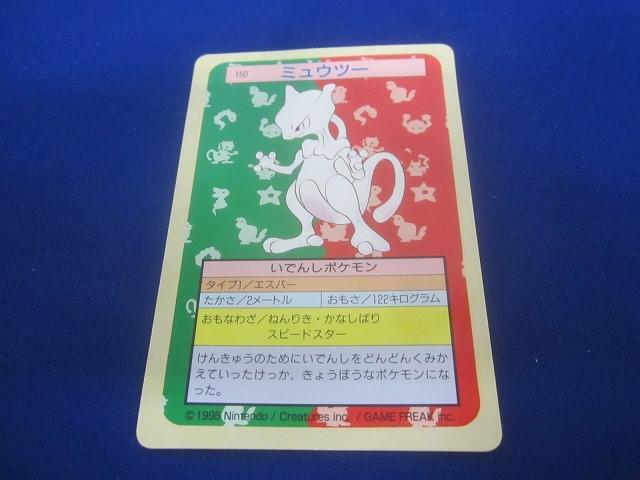 150 ミュウツー
いでんしポケモン
タイプ1/エスパー
たかさ/2メートル おもさ/122キログラム
おもなわざ/ねんりき・かなしばり
スピードスター
けんきゅうのためにいでんしをどんどんくみか
えていったけっか、きょうぼうなポケモンにな
った。
© 1995 Nintendo / Creatures inc. / GAME FREAK inc.